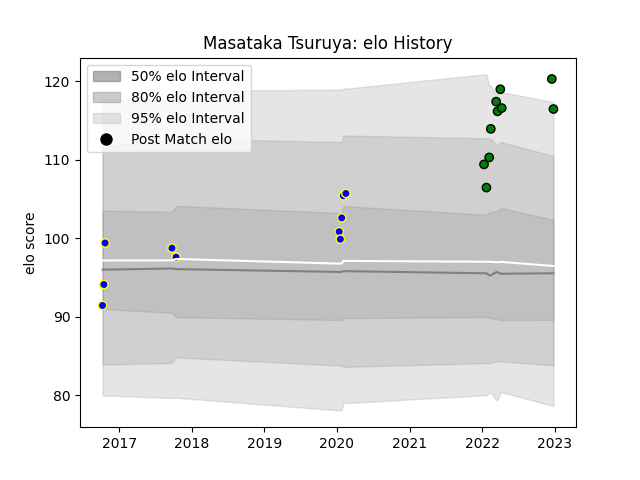 Masataka Tsuruya: elo History
50% elo Interval
80% elo Interval
95% elo Interval
Post Match elo
elo score
120
110
100
90
80
2017 2018 2019 2020 2021 2022 2023